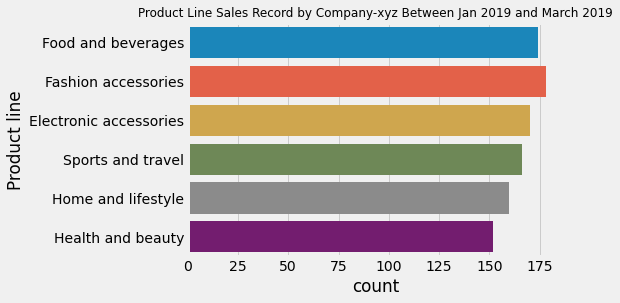 Product Line Sales Record by Company-xyz Between Jan 2019 and March 2019
Product line
Food and beverages
Fashion accessories
Electronic accessories
Sports and travel
Home and lifestyle
Health and beauty
0 25 50 75 100 125 150 175
count